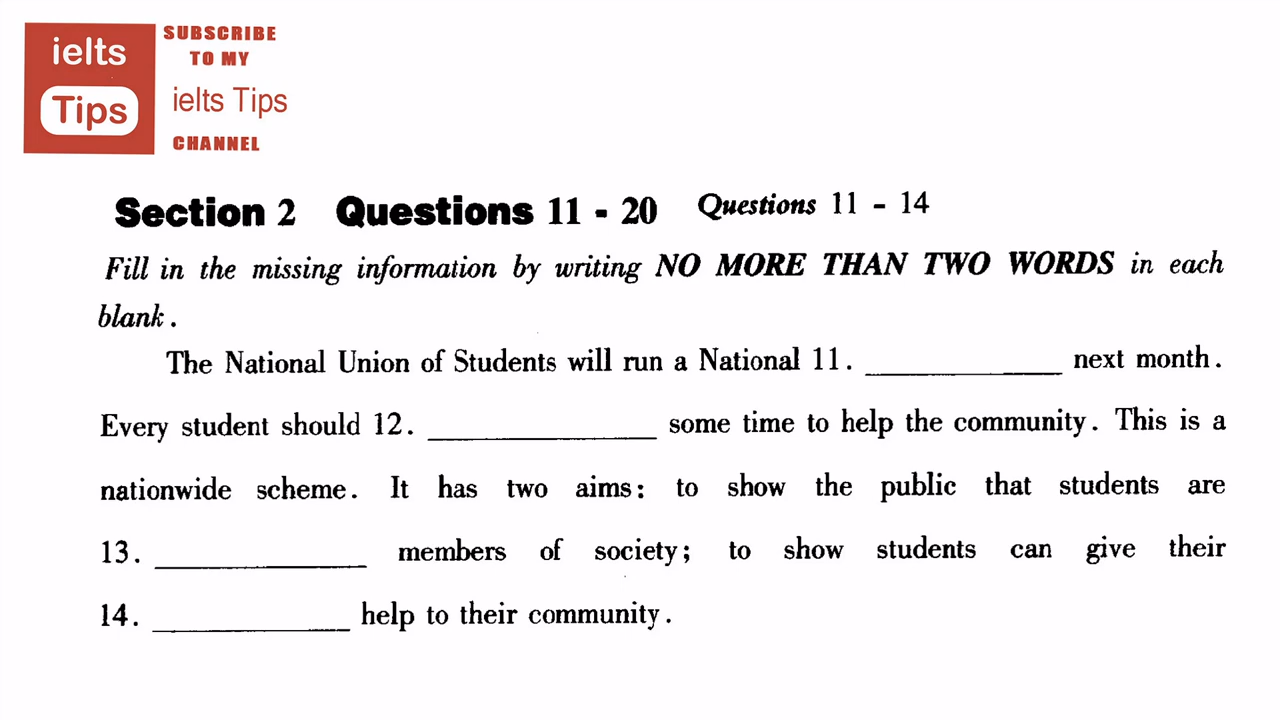 ielts
Tips
SUBSCRIBE
TO MY
ielts Tips
CHANNEL
Section 2 Questions 11 - 20 Questions 11 - 14
Fill in the missing information by writing NO MORE THAN TWO WORDS in each
blank.
The National Union of Students will run a National 11. ____________ next month.
Every student should 12. ____________ some time to help the community. This is a
nationwide scheme. It has two aims: to show the public that students are
13. ____________ members of society; to show students can give their
14. ____________ help to their community.